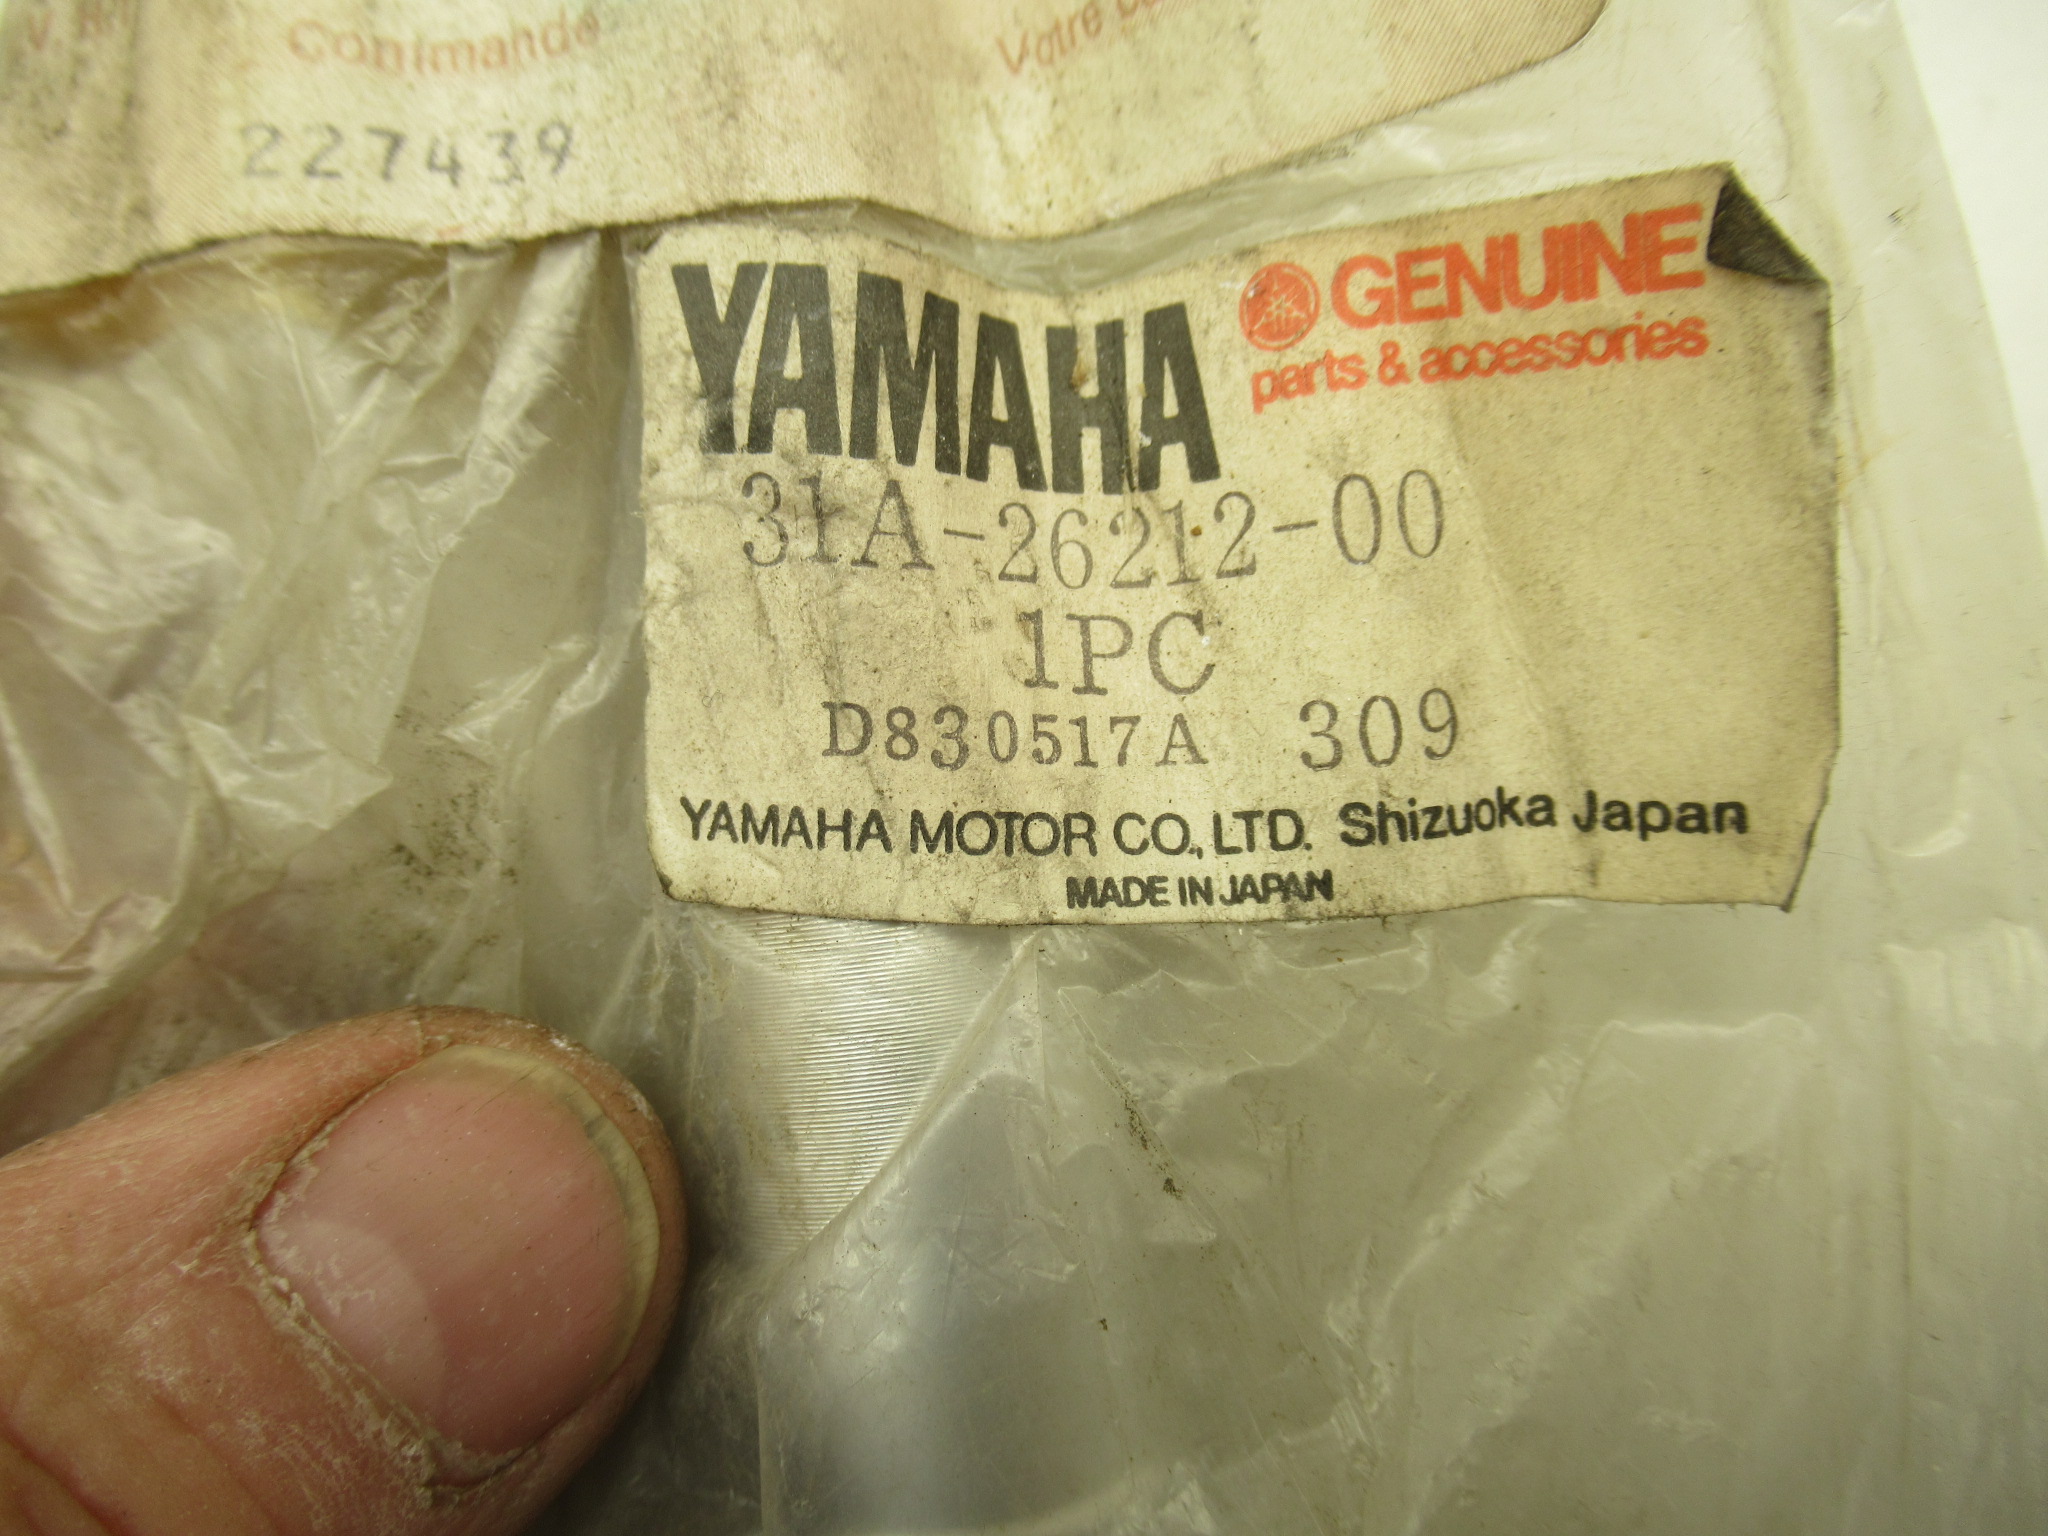 Commande
Votre
227439
YAMAHA
GENUINE
parts & accessories
31A-26212-00
1PC
D830517A 309
YAMAHA MOTOR CO., LTD. Shizuoka Japan
MADE IN JAPAN